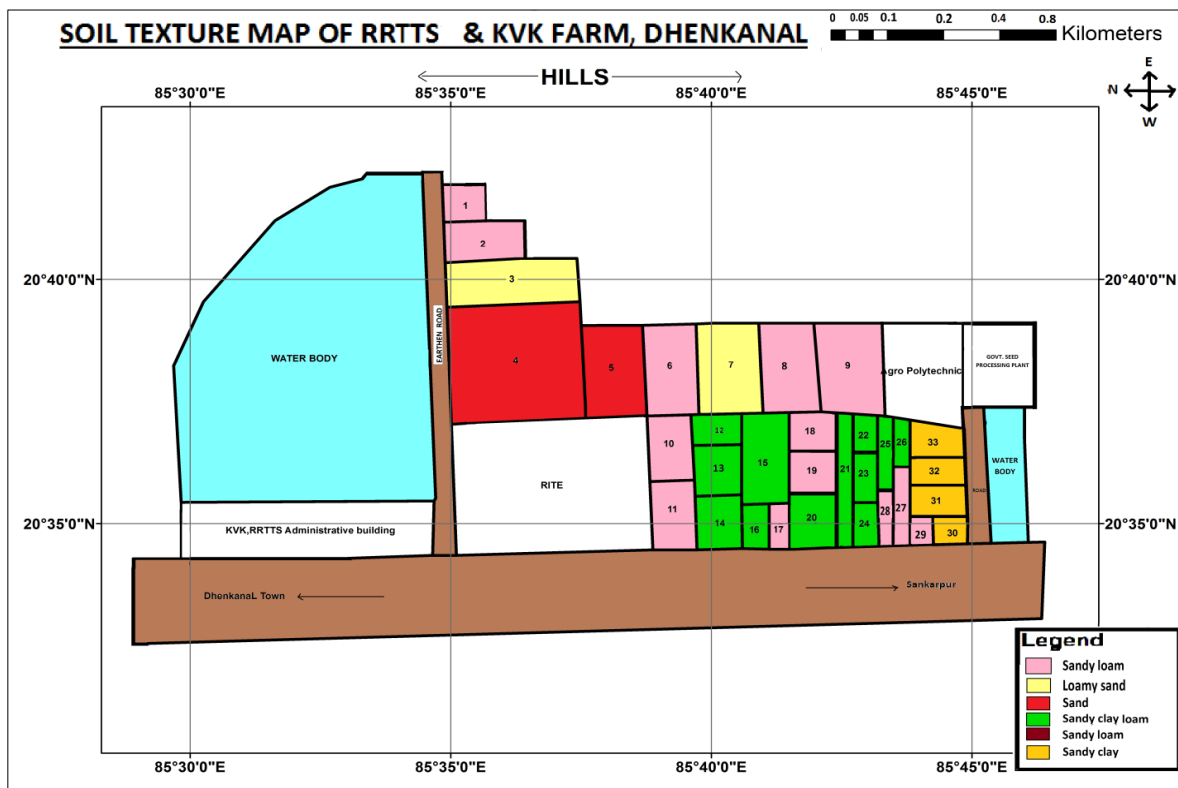 SOIL TEXTURE MAP OF RRTTS & KVK FARM, DHENKANAL
0 0.05 0.1 0.2 0.4 0.8
Kilometers
HILLS
E
N
W
85°30'0"E 85°35'0"E 85°40'0"E 85°45'0"E
1
2
20°40'0"N
3
20°40'0"N
EARTHEN ROAD
WATER BODY
4
5
6
7
8
9
Agro Polytechnic
GOVT. SEED
PROCESSING PLANT
10
12
15
18
22
25
26
33
13
19
21
23
32
RITE
WATER
BODY
ROAD
11
14
16
17
20
24
28
27
31
29
30
20°35'0"N
KVK,RRTTS Administrative building
20°35'0"N
DhenkanaL Town
Sankarpur
Legend
Sandy loam
Loamy sand
Sand
Sandy clay loam
Sandy loam
Sandy clay
85°30'0"E 85°35'0"E 85°40'0"E 85°45'0"E